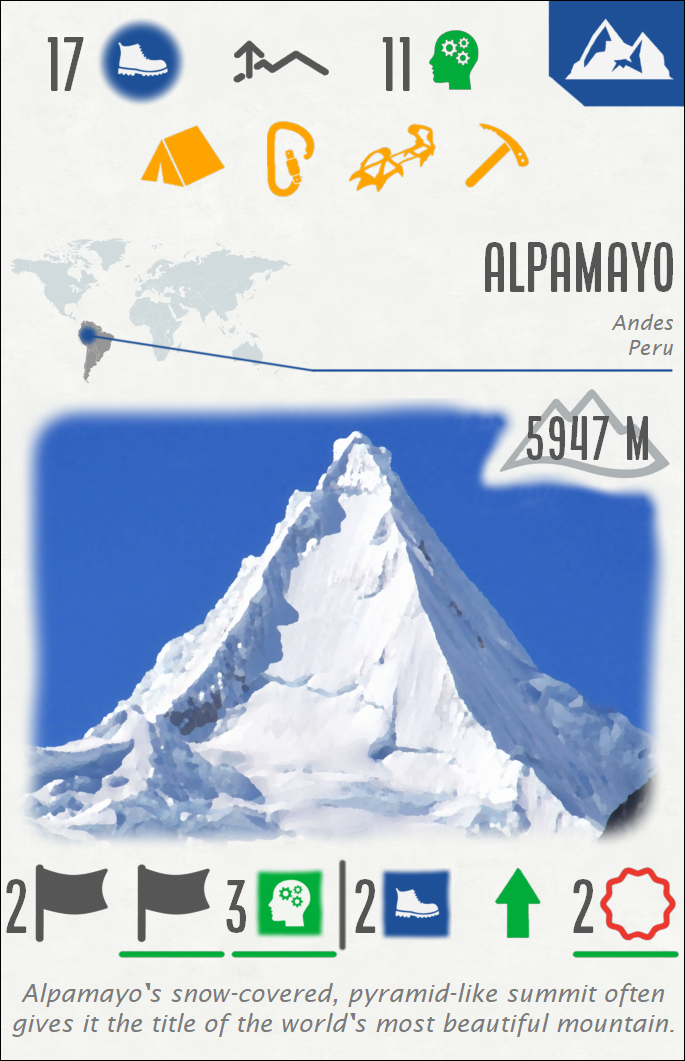 17 11
ALPAMAYO
Andes
Peru
5947 M
2 3 2 2
Alpamayo‛s snow-covered, pyramid-like summit often
gives it the title of the world‛s most beautiful mountain.